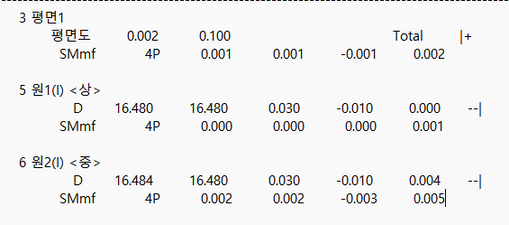 3 평면1
평면도 0.002 0.100 Total |+
SMmf 4P 0.001 0.001 -0.001 0.002
5 원1(I) <상>
D 16.480 16.480 0.030 -0.010 0.000 --|
SMmf 4P 0.000 0.000 0.000 0.001
6 원2(I) <중>
D 16.484 16.480 0.030 -0.010 0.004 --|
SMmf 4P 0.002 0.002 -0.003 0.005